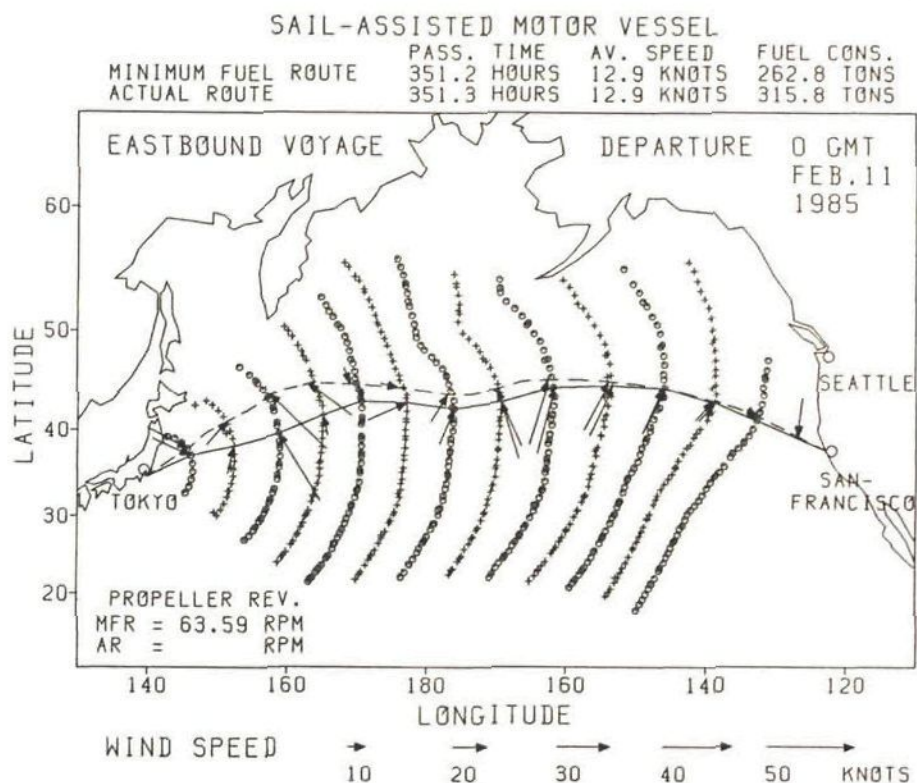 SAIL-ASSISTED MOTOR VESSEL
PASS. TIME AV. SPEED FUEL CONS.
MINIMUM FUEL ROUTE 351.2 HOURS 12.9 KNOTS 262.8 TONS
ACTUAL ROUTE 351.3 HOURS 12.9 KNOTS 315.8 TONS
EASTBOUND VOYAGE DEPARTURE 0 GMT
FEB.11
1985
60
50
40
30
20
LATITUDE
SEATTLE
TOKYO
SAN-
FRANCISCO
PROPELLER REV.
MFR = 63.59 RPM
AR = RPM
140 160 180 160 140 120
LONGITUDE
WIND SPEED
10 20 30 40 50 KNOTS